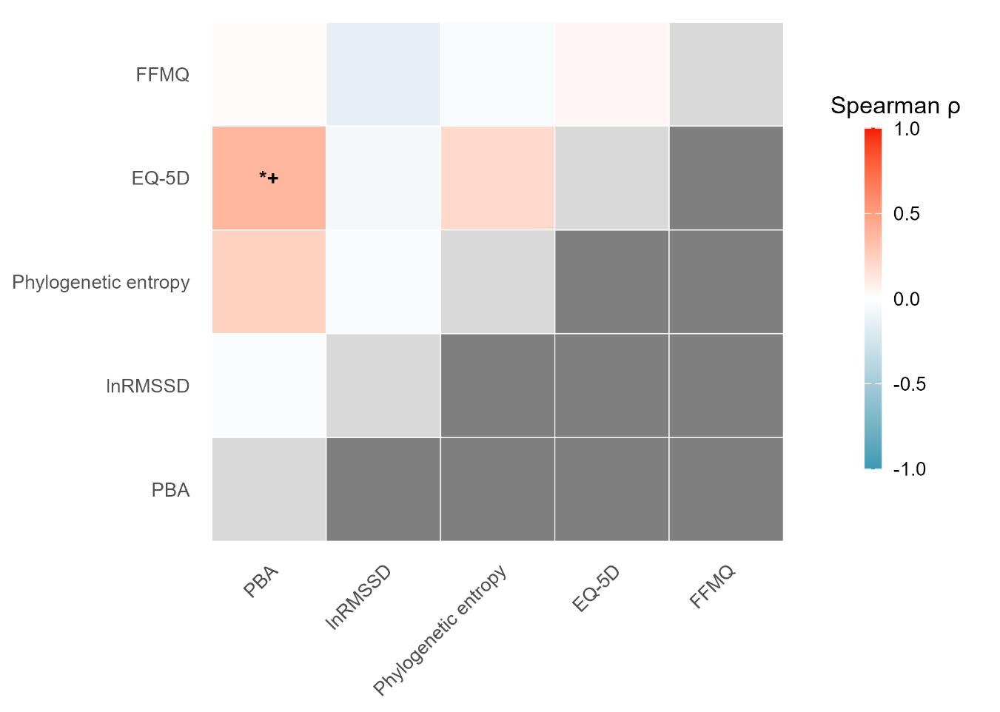 FFMQ
EQ-5D
Phylogenetic entropy
lnRMSSD
PBA
*+
PBA
lnRMSSD
Phylogenetic entropy
EQ-5D
FFMQ
Spearman ρ
1.0
0.5
0.0
-0.5
-1.0